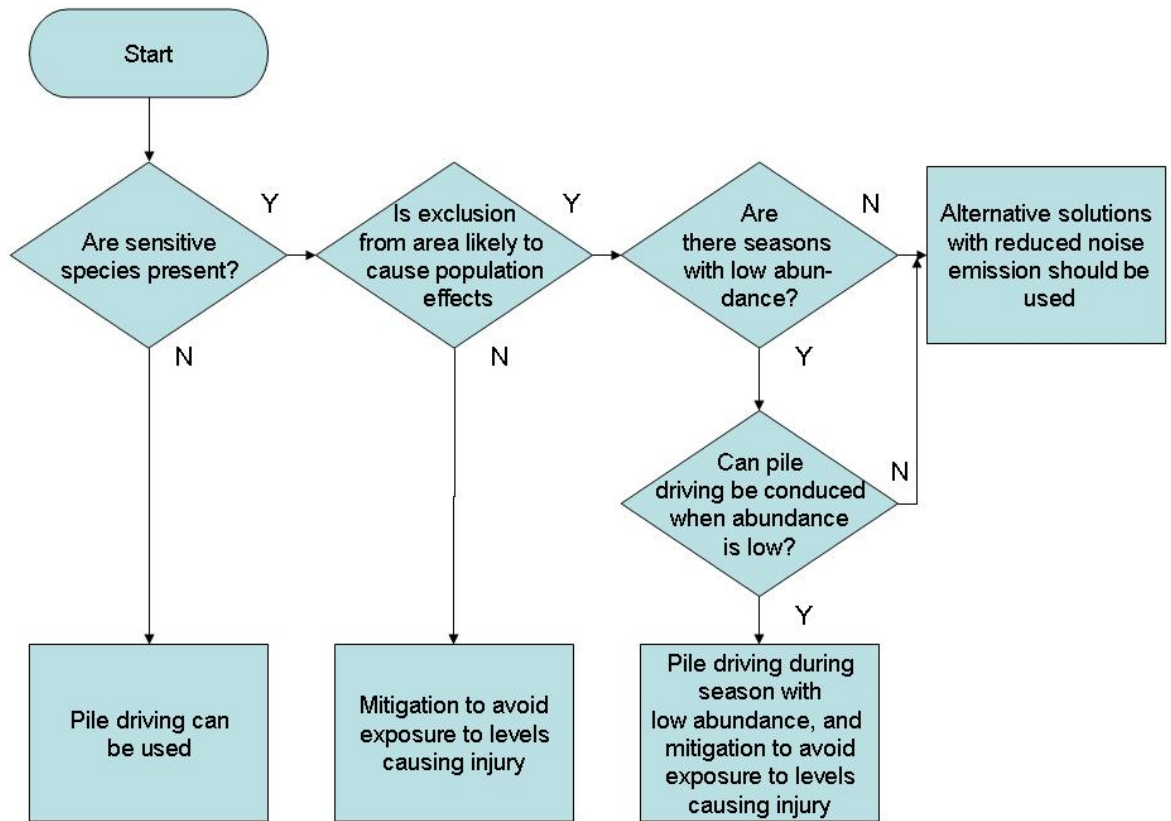 Start
Are sensitive
species present?
Y
N
Is exclusion
from area likely to
cause population
effects
Y
N
Are
there seasons
with low abun-
dance?
N
Y
Alternative solutions
with reduced noise
emission should be
used
Can pile
driving be conduced
when abundance
is low?
N
Y
Pile driving can
be used
Mitigation to avoid
exposure to levels
causing injury
Pile driving during
season with
low abundance, and
mitigation to avoid
exposure to levels
causing injury